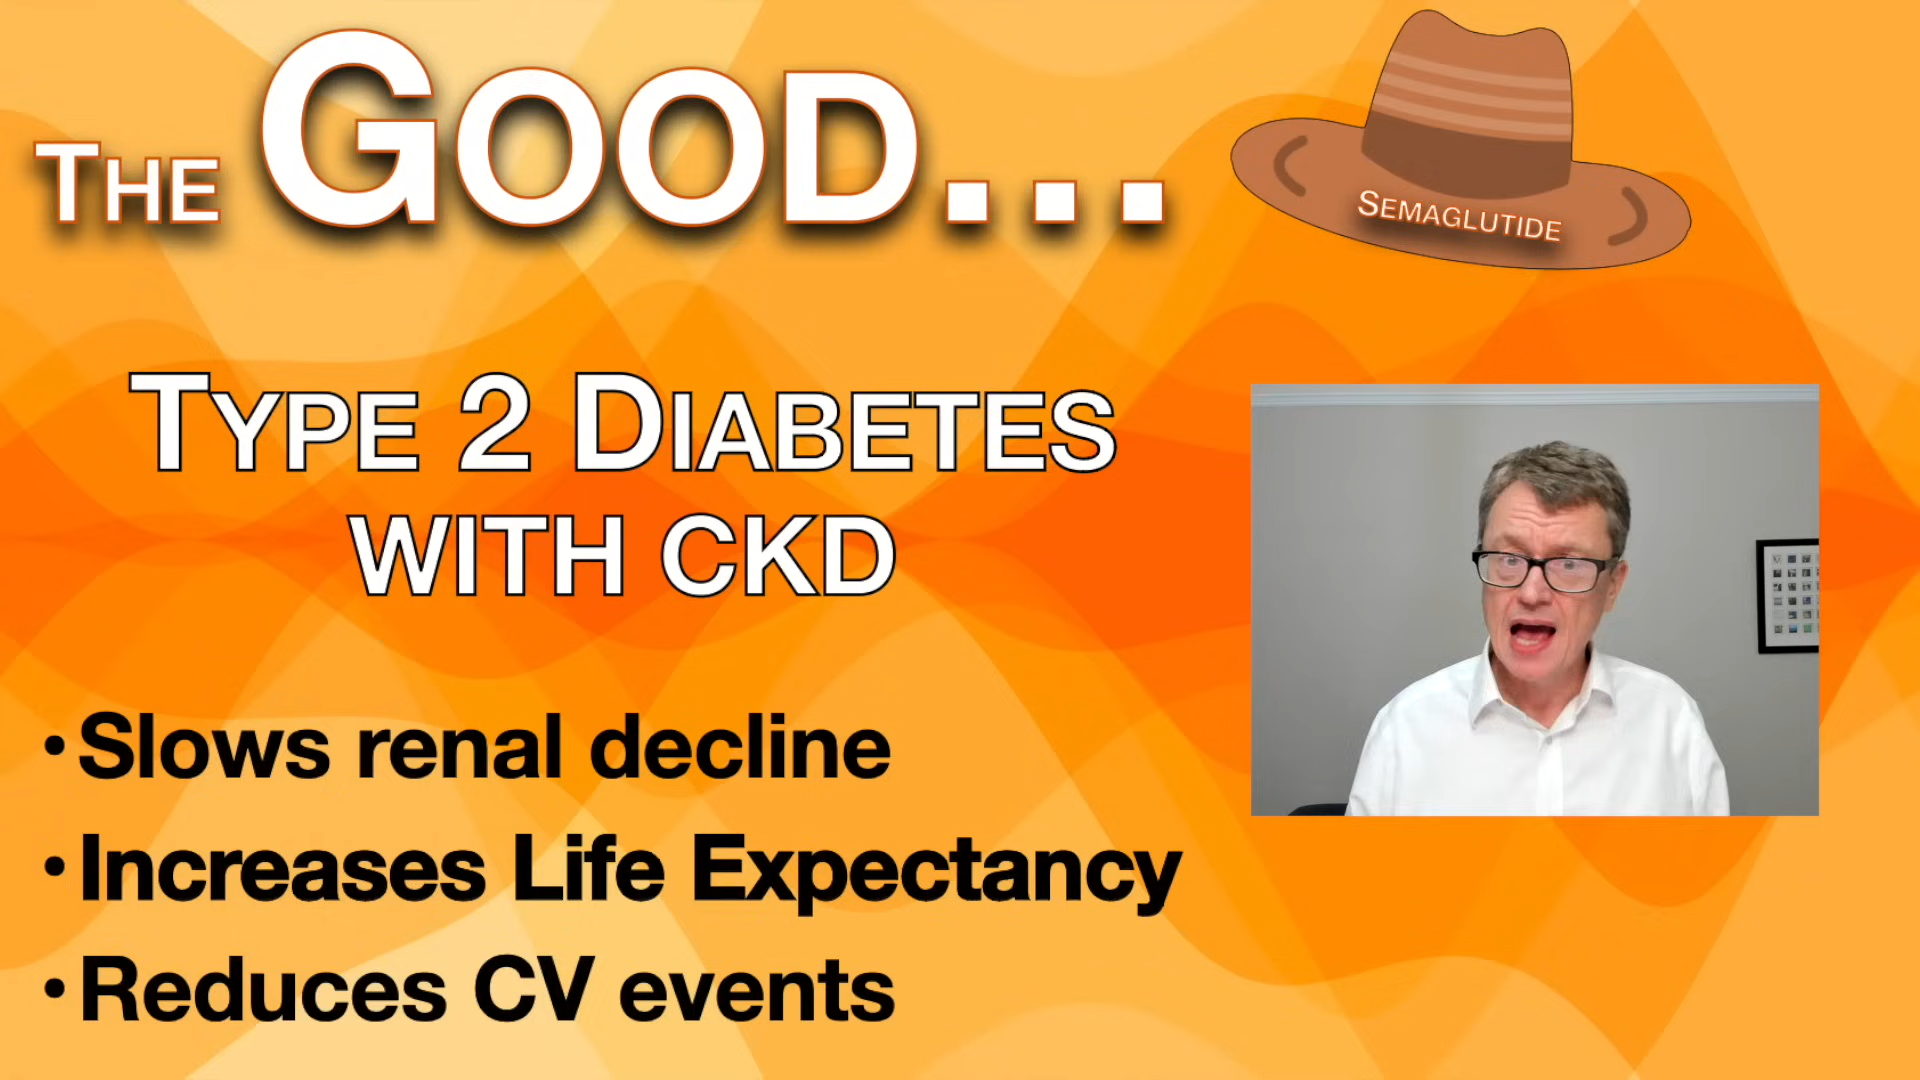 THE GOOD...
SEMAGLUTIDE
TYPE 2 DIABETES
WITH CKD
• Slows renal decline
• Increases Life Expectancy
• Reduces CV events